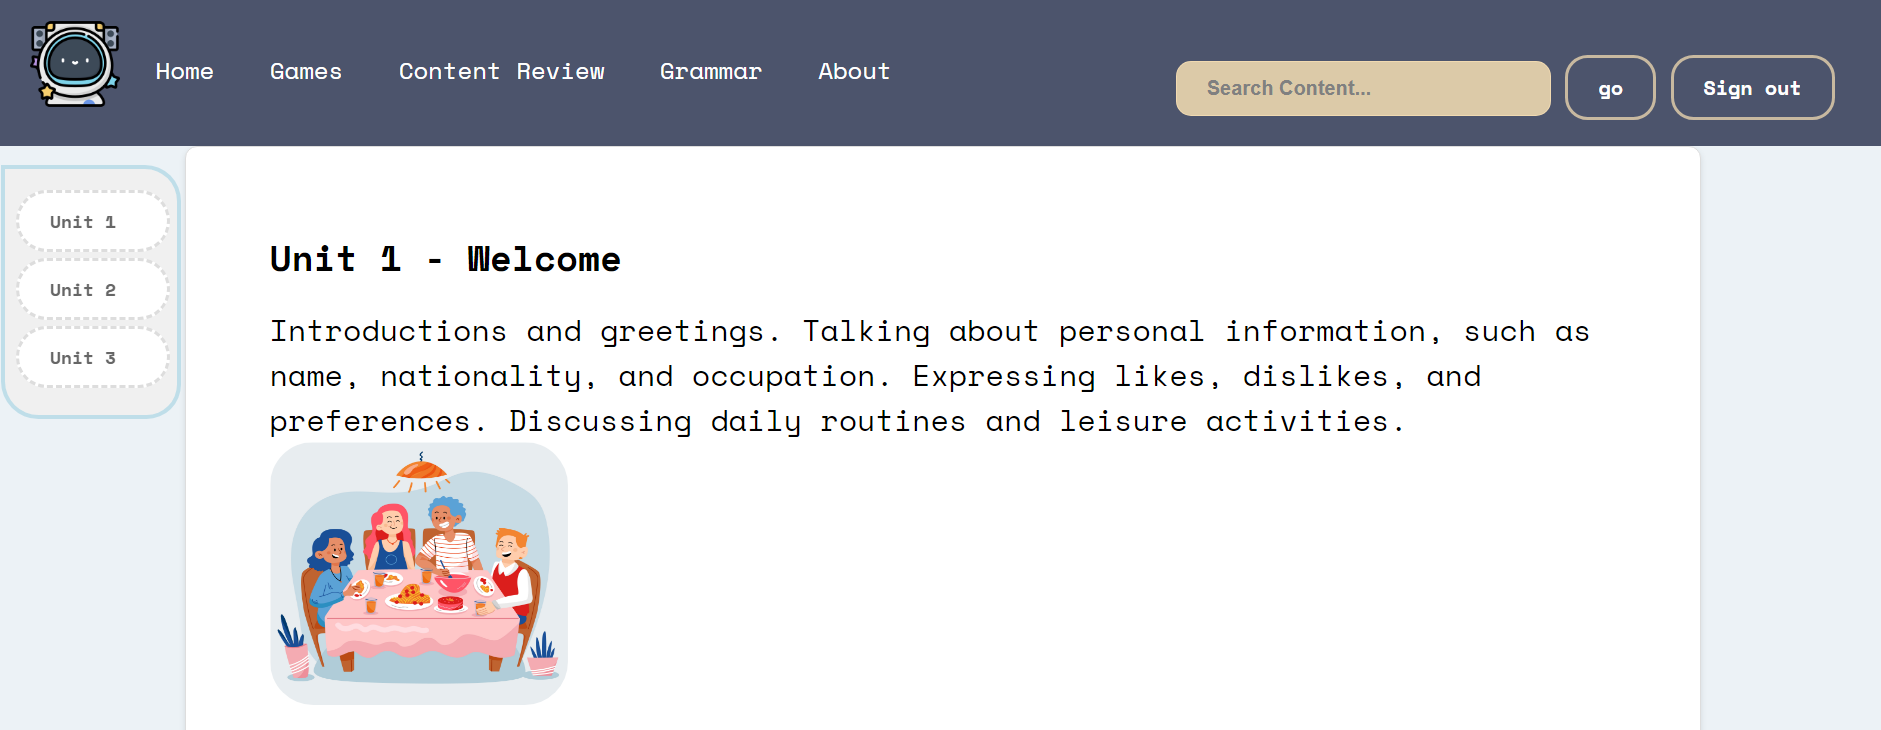 Home Games Content Review Grammar About
Search Content... go Sign out
Unit 1
Unit 2
Unit 3
Unit 1 - Welcome
Introductions and greetings. Talking about personal information, such as
name, nationality, and occupation. Expressing likes, dislikes, and
preferences. Discussing daily routines and leisure activities.